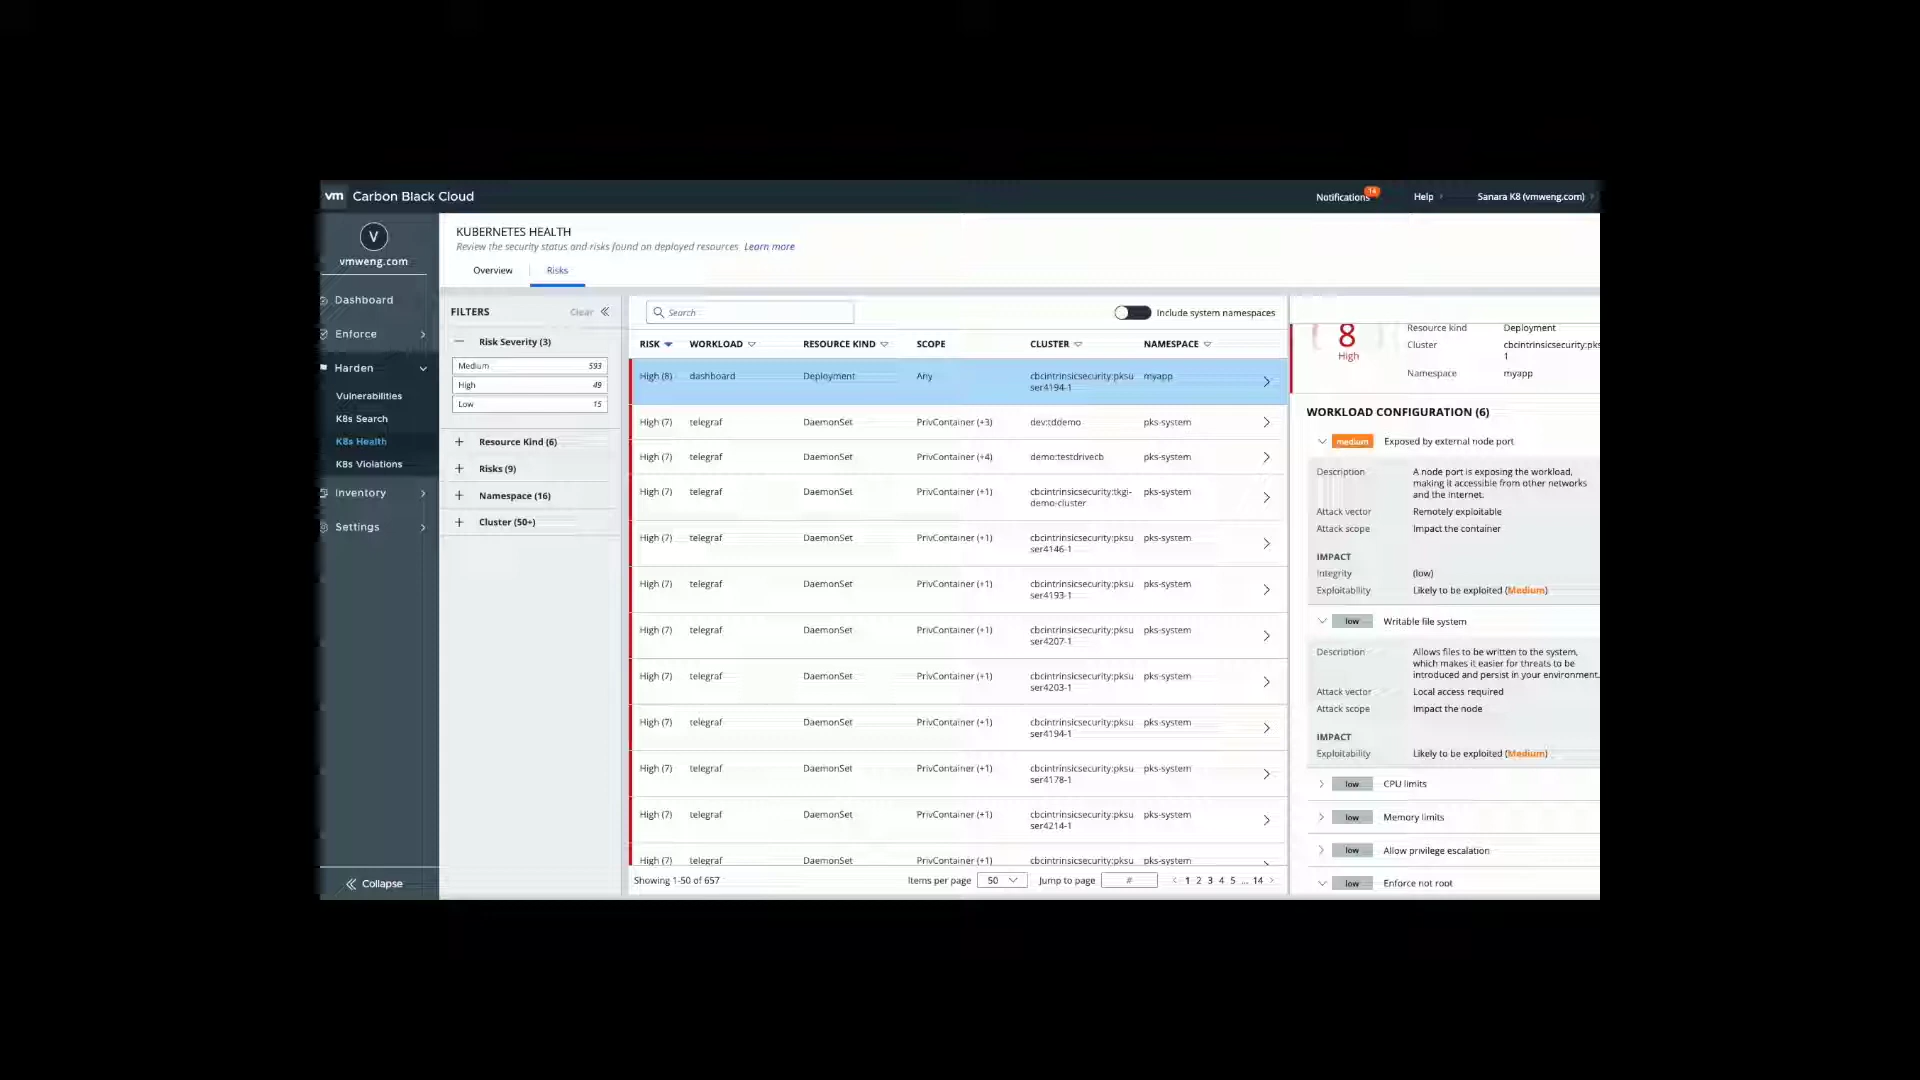 vm Carbon Black Cloud
Notifications 14 Help Sanara K8 (vmweng.com)
V
vmweng.com
Dashboard
Enforce
Harden
Vulnerabilities
K8s Search
K8s Health
K8s Violations
Inventory
Settings
Collapse
KUBERNETES HEALTH
Review the security status and risks found on deployed resources Learn more
Overview Risks
FILTERS Clear
Risk Severity (3)
Medium 593
High 49
Low 15
Resource Kind (6)
Risks (9)
Namespace (16)
Cluster (50+)
Search
Include system namespaces
RISK WORKLOAD RESOURCE KIND SCOPE CLUSTER NAMESPACE
High (8) dashboard Deployment Any cbcintrinsicsecurity:pksu myapp
ser4194-1
High (7) telegraf DaemonSet PrivContainer (+3) dev:tddemo pks-system
High (7) telegraf DaemonSet PrivContainer (+4) demo:testdrivecb pks-system
High (7) telegraf DaemonSet PrivContainer (+1) cbcintrinsicsecurity:tkgi- pks-system
demo-cluster
High (7) telegraf DaemonSet PrivContainer (+1) cbcintrinsicsecurity:pksu pks-system
ser4146-1
High (7) telegraf DaemonSet PrivContainer (+1) cbcintrinsicsecurity:pksu pks-system
ser4193-1
High (7) telegraf DaemonSet PrivContainer (+1) cbcintrinsicsecurity:pksu pks-system
ser4207-1
High (7) telegraf DaemonSet PrivContainer (+1) cbcintrinsicsecurity:pksu pks-system
ser4203-1
High (7) telegraf DaemonSet PrivContainer (+1) cbcintrinsicsecurity:pksu pks-system
ser4194-1
High (7) telegraf DaemonSet PrivContainer (+1) cbcintrinsicsecurity:pksu pks-system
ser4178-1
High (7) telegraf DaemonSet PrivContainer (+1) cbcintrinsicsecurity:pksu pks-system
ser4214-1
High (7) telegraf DaemonSet PrivContainer (+1) cbcintrinsicsecurity:pksu pks-system
Showing 1-50 of 657 Items per page 50 Jump to page # < 1 2 3 4 5 ... 14 >
8
High
Resource kind Deployment
Cluster cbcintrinsicsecurity:pks
1
Namespace myapp
WORKLOAD CONFIGURATION (6)
medium Exposed by external node port
Description A node port is exposing the workload,
making it accessible from other networks
and the internet.
Attack vector Remotely exploitable
Attack scope Impact the container
IMPACT
Integrity (low)
Exploitability Likely to be exploited (Medium)
low Writable file system
Description Allows files to be written to the system,
which makes it easier for threats to be
introduced and persist in your environment.
Attack vector Local access required
Attack scope Impact the node
IMPACT
Exploitability Likely to be exploited (Medium)
low CPU limits
low Memory limits
low Allow privilege escalation
low Enforce not root